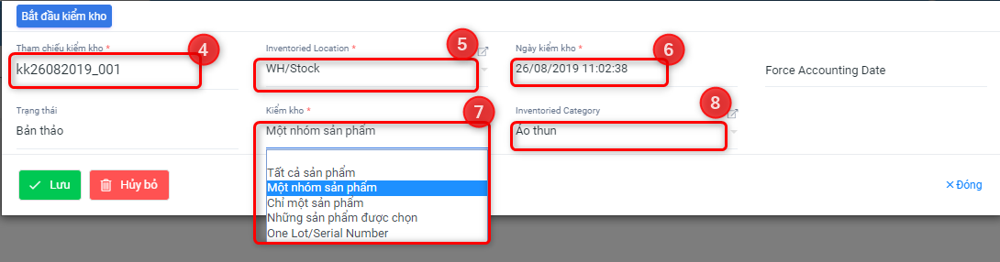 Bắt đầu kiểm kho
Tham chiếu kiểm kho *
4
Inventoried Location
5
Ngày kiểm kho *
6
kk26082019_001
WH/Stock
26/08/2019 11:02:38
Force Accounting Date
Trạng thái
Kiểm kho *
7
Inventoried Category
8
Bản thảo
Một nhóm sản phẩm
Áo thun
Tất cả sản phẩm
Một nhóm sản phẩm
Chỉ một sản phẩm
Những sản phẩm được chọn
One Lot/Serial Number
Lưu
Hủy bỏ
×Đóng